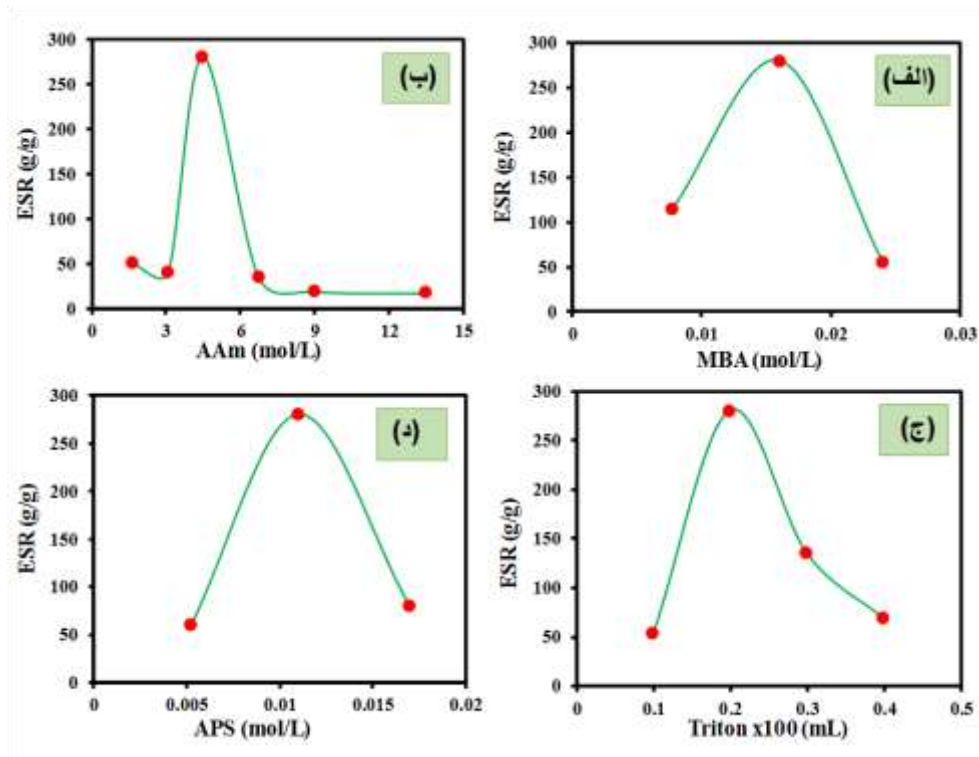 (ب)
ESR (g/g)
300
250
200
150
100
50
0
0 3 6 9 12 15
AAm (mol/L)
(الف)
ESR (g/g)
300
250
200
150
100
50
0
0 0.01 0.02 0.03
MBA (mol/L)
(د)
ESR (g/g)
300
250
200
150
100
50
0
0 0.005 0.01 0.015 0.02
APS (mol/L)
(ج)
ESR (g/g)
300
250
200
150
100
50
0
0 0.1 0.2 0.3 0.4 0.5
Triton x100 (mL)